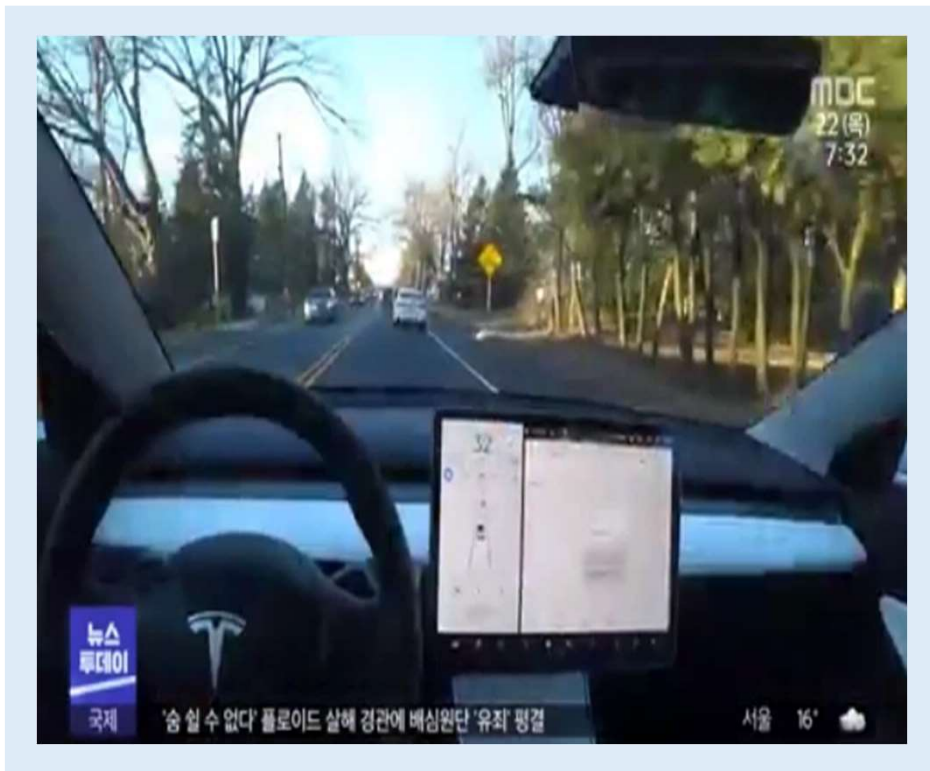 MBC
22(목)
7:32
32
뉴스
투데이
국제
'숨 쉴 수 없다' 플로이드 살해 경관에 배심원단 '유죄' 평결
서울 16°